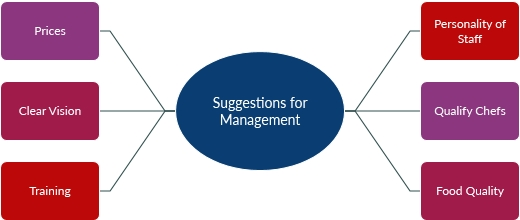 Prices
Clear Vision
Training
Suggestions for
Management
Personality of
Staff
Qualify Chefs
Food Quality